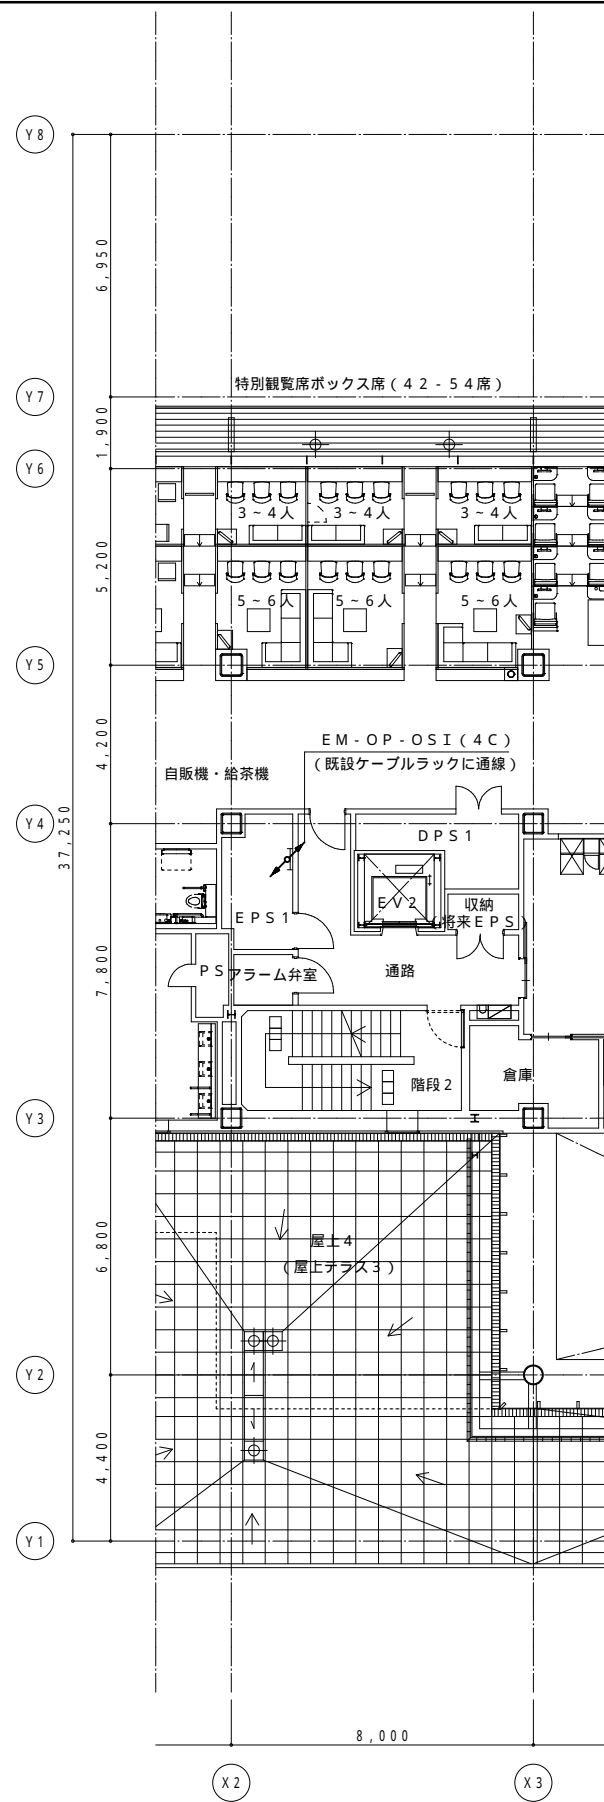 Y8
6,950
Y7
特別観覧席ボックス席(42-54席)
1,900
Y6
3~4人 3~4人 3~4人
5,200
5~6人 5~6人 5~6人
Y5
EM-OP-OSI(4C)
4,200
(既設ケーブルラックに通線)
自販機・給茶機
Y4
37,250
DPS1
EV2 収納
EPS1 (将来EPS)
7,800
PS アラーム弁室 通路
倉庫
階段2
Y3
屋上4
6,800
(屋上テラス3)
Y2
4,400
Y1
8,000
X2 X3